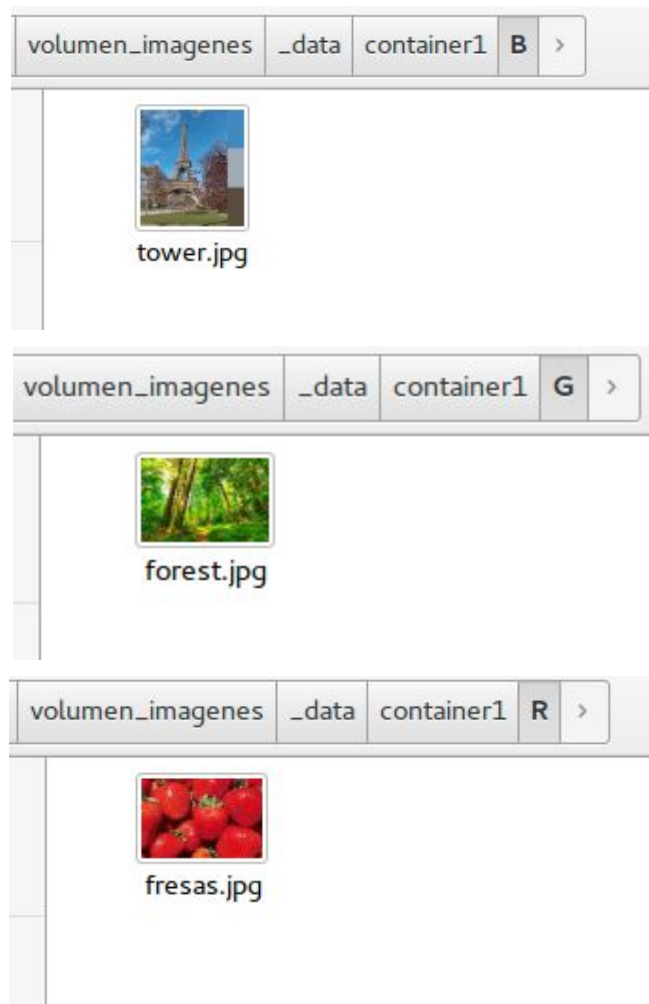 volumen_imagenes _data container1 B >
tower.jpg
volumen_imagenes _data container1 G >
forest.jpg
volumen_imagenes _data container1 R >
fresas.jpg